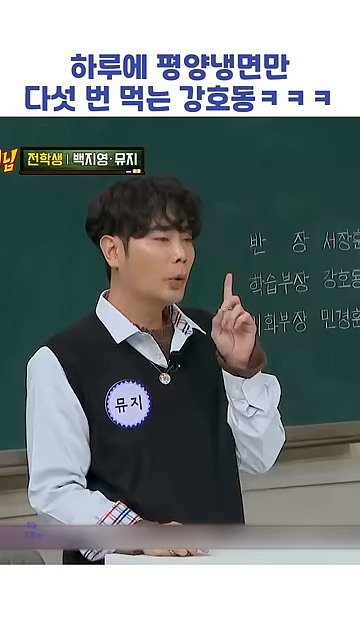 하루에 평양냉면만
다섯 번 먹는 강호동ㅋㅋㅋ
전학생 | 백지영·뮤지
반 장 서장훈
학습부장 강호동
부장 민경훈
뮤지